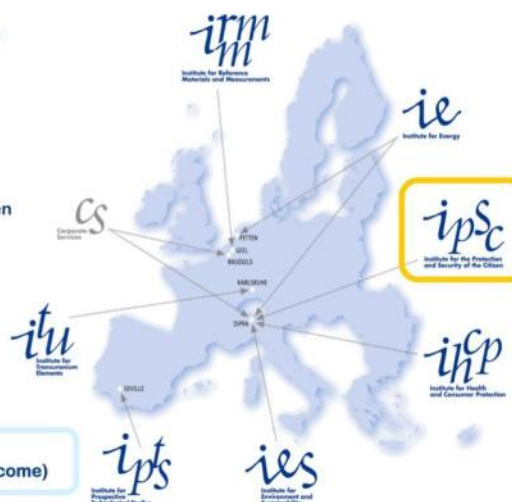 irmm
Institute for Reference
Materials and Measurements
ie
Institute for Energy
en
cs
Corporate
Services
ipsc
Institute for the Protection
and Security of the Citizen
PETTEN
GEEL
BRUSSELS
KARLSRUHE
ISPRA
itu
Institute for
Transuranium
Elements
ihcp
Institute for Health
and Consumer Protection
SEVILLE
come)
ipts
Institute for
Prospective
ies
Institute for
Environment and